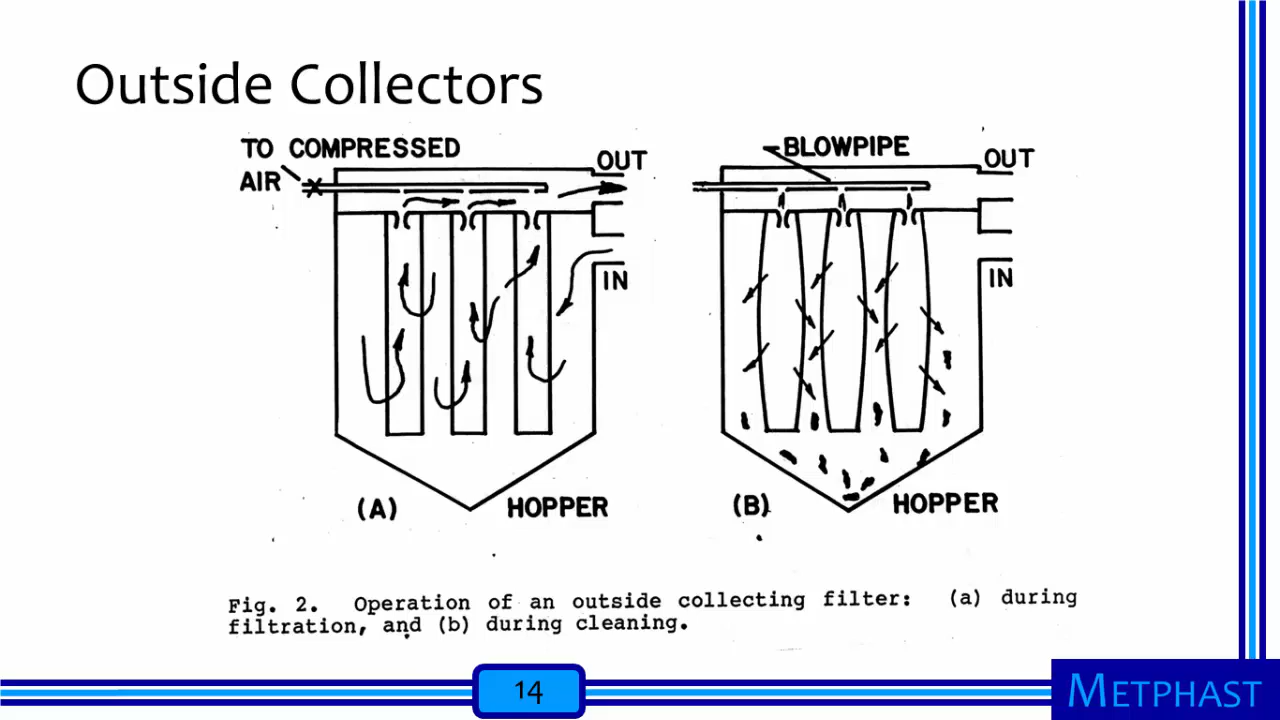 Outside Collectors
TO COMPRESSED
AIR
OUT
IN
(A)
HOPPER
BLOWPIPE
OUT
IN
(B)
HOPPER
Fig. 2. Operation of an outside collecting filter: (a) during
filtration, and (b) during cleaning.
14
METPHAST